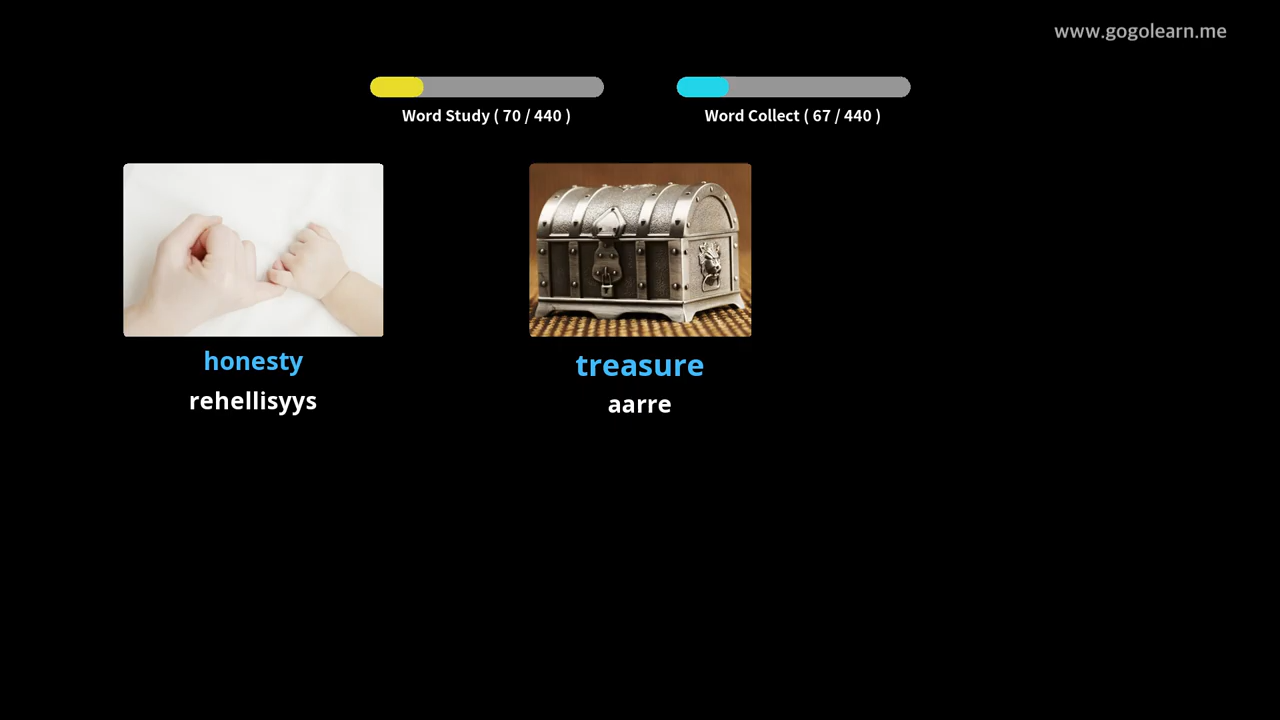 www.gogolearn.me
Word Study ( 70 / 440 )
Word Collect ( 67 / 440 )
honesty
rehellisyys
treasure
aarre